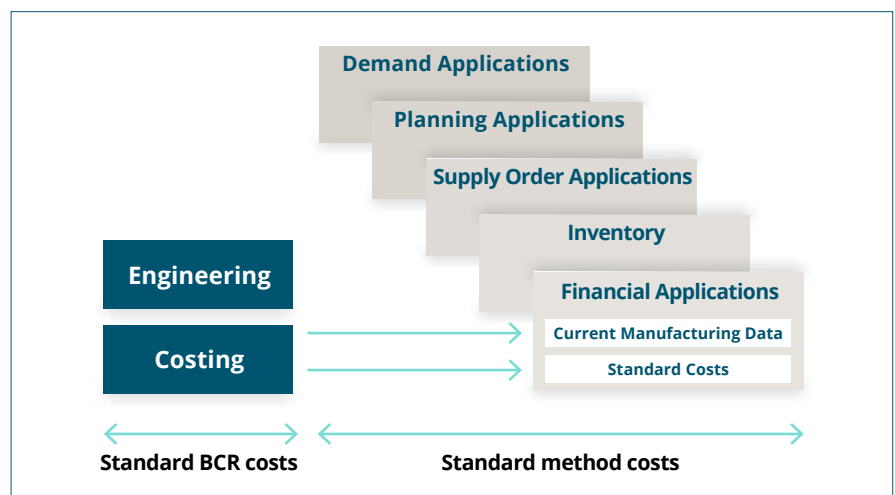 Demand Applications
Planning Applications
Supply Order Applications
Inventory
Engineering
Financial Applications
Current Manufacturing Data
Costing
Standard Costs
Standard BCR costs
Standard method costs